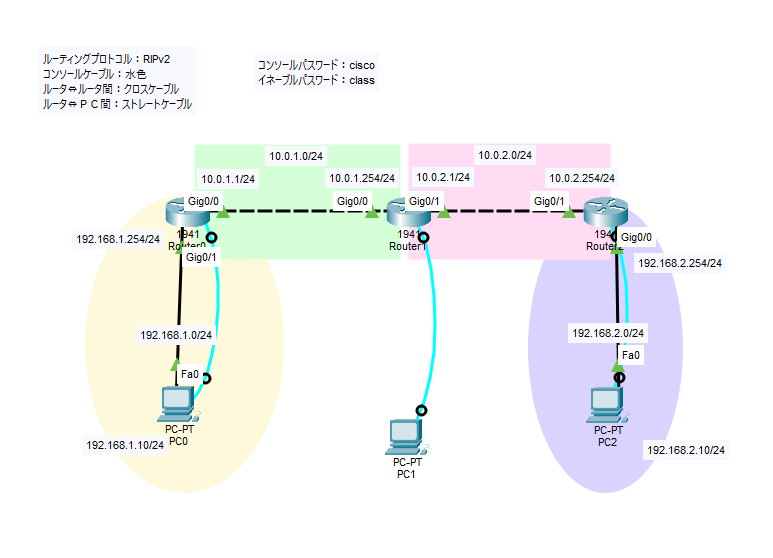 ルーティングプロトコル：RIPv2
コンソールケーブル：水色
ルータ⇔ルータ間：クロスケーブル
ルータ⇔ＰＣ間：ストレートケーブル
コンソールパスワード：cisco
イネーブルパスワード：class
10.0.1.0/24
10.0.2.0/24
10.0.1.1/24
10.0.1.254/24
10.0.2.1/24
10.0.2.254/24
Gig0/0
Gig0/0
Gig0/1
Gig0/1
1941
Router0
1941
Router1
Router2
Gig0/0
192.168.1.254/24
Gig0/1
192.168.2.254/24
192.168.1.0/24
192.168.2.0/24
Fa0
Fa0
PC-PT
PC0
PC-PT
PC1
PC-PT
PC2
192.168.1.10/24
192.168.2.10/24